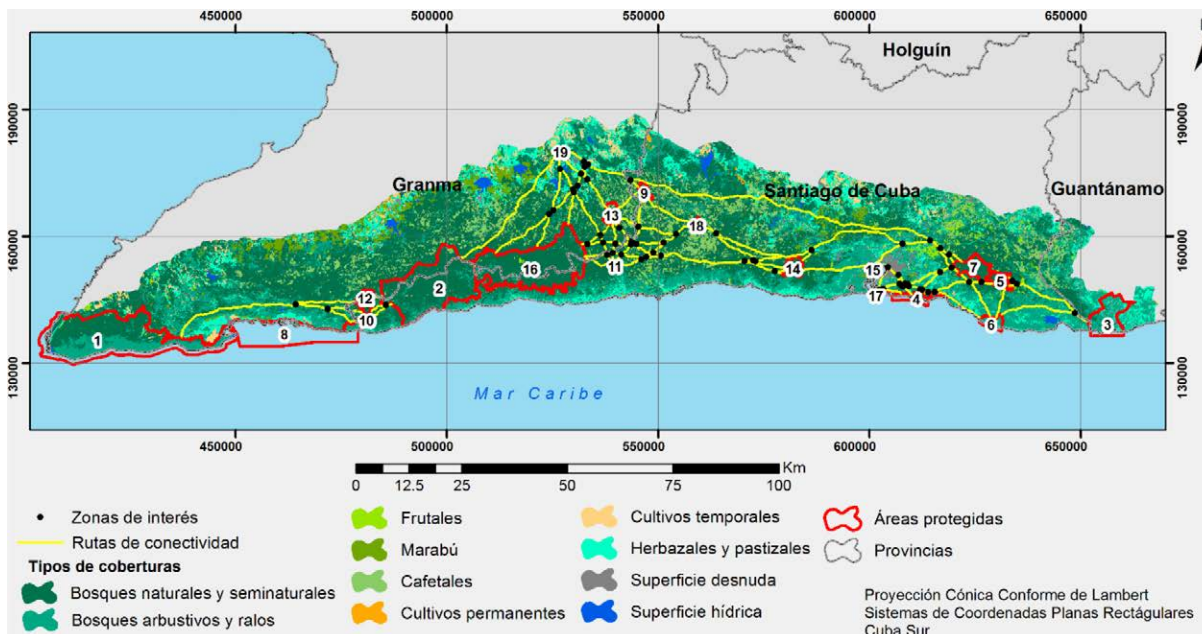 450000 500000 550000 600000 650000
Holguín
190000 190000
19
Granma
9
Santiago de Cuba
Guantánamo
13
18
160000 160000
11
16
14
15
7
5
2
17
4
12
10
6
3
8
1
Mar Caribe
130000 130000
450000 500000 550000 600000 650000
Km
0 12.5 25 50 75 100
Zonas de interés
Rutas de conectividad
Tipos de coberturas
Bosques naturales y seminaturales
Bosques arbustivos y ralos
Frutales
Marabú
Cafetales
Cultivos permanentes
Cultivos temporales
Herbazales y pastizales
Superficie desnuda
Superficie hídrica
Áreas protegidas
Provincias
Proyección Cónica Conforme de Lambert
Sistemas de Coordenadas Planas Rectágulares
Cuba Sur